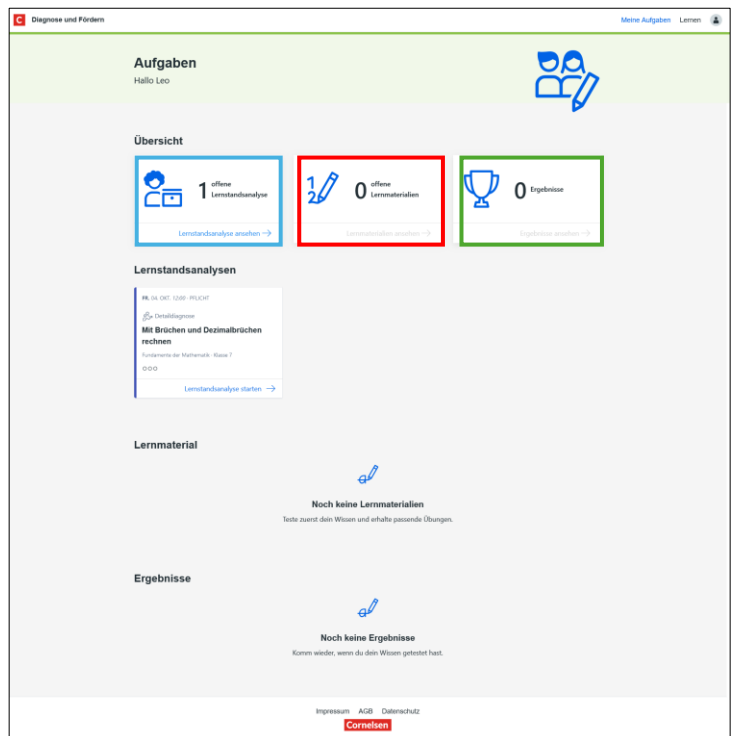 C Diagnose und Fördern
Meine Aufgaben Lernen
Aufgaben
Hallo Leo
Übersicht
1 offene
Lernstandsanalyse
Lernstandsanalyse ansehen →
1
2
0 offene
Lernmaterialien
Lernmaterialien ansehen →
0 Ergebnisse
Ergebnisse ansehen →
Lernstandsanalysen
FR. 04. OKT. 12:00 · PFLICHT
Detaildiagnose
Mit Brüchen und Dezimalbrüchen
rechnen
Fundamente der Mathematik · Klasse 7
Lernstandsanalyse starten →
Lernmaterial
Noch keine Lernmaterialien
Teste zuerst dein Wissen und erhalte passende Übungen.
Ergebnisse
Noch keine Ergebnisse
Komm wieder, wenn du dein Wissen getestet hast.
Impressum AGB Datenschutz
Cornelsen